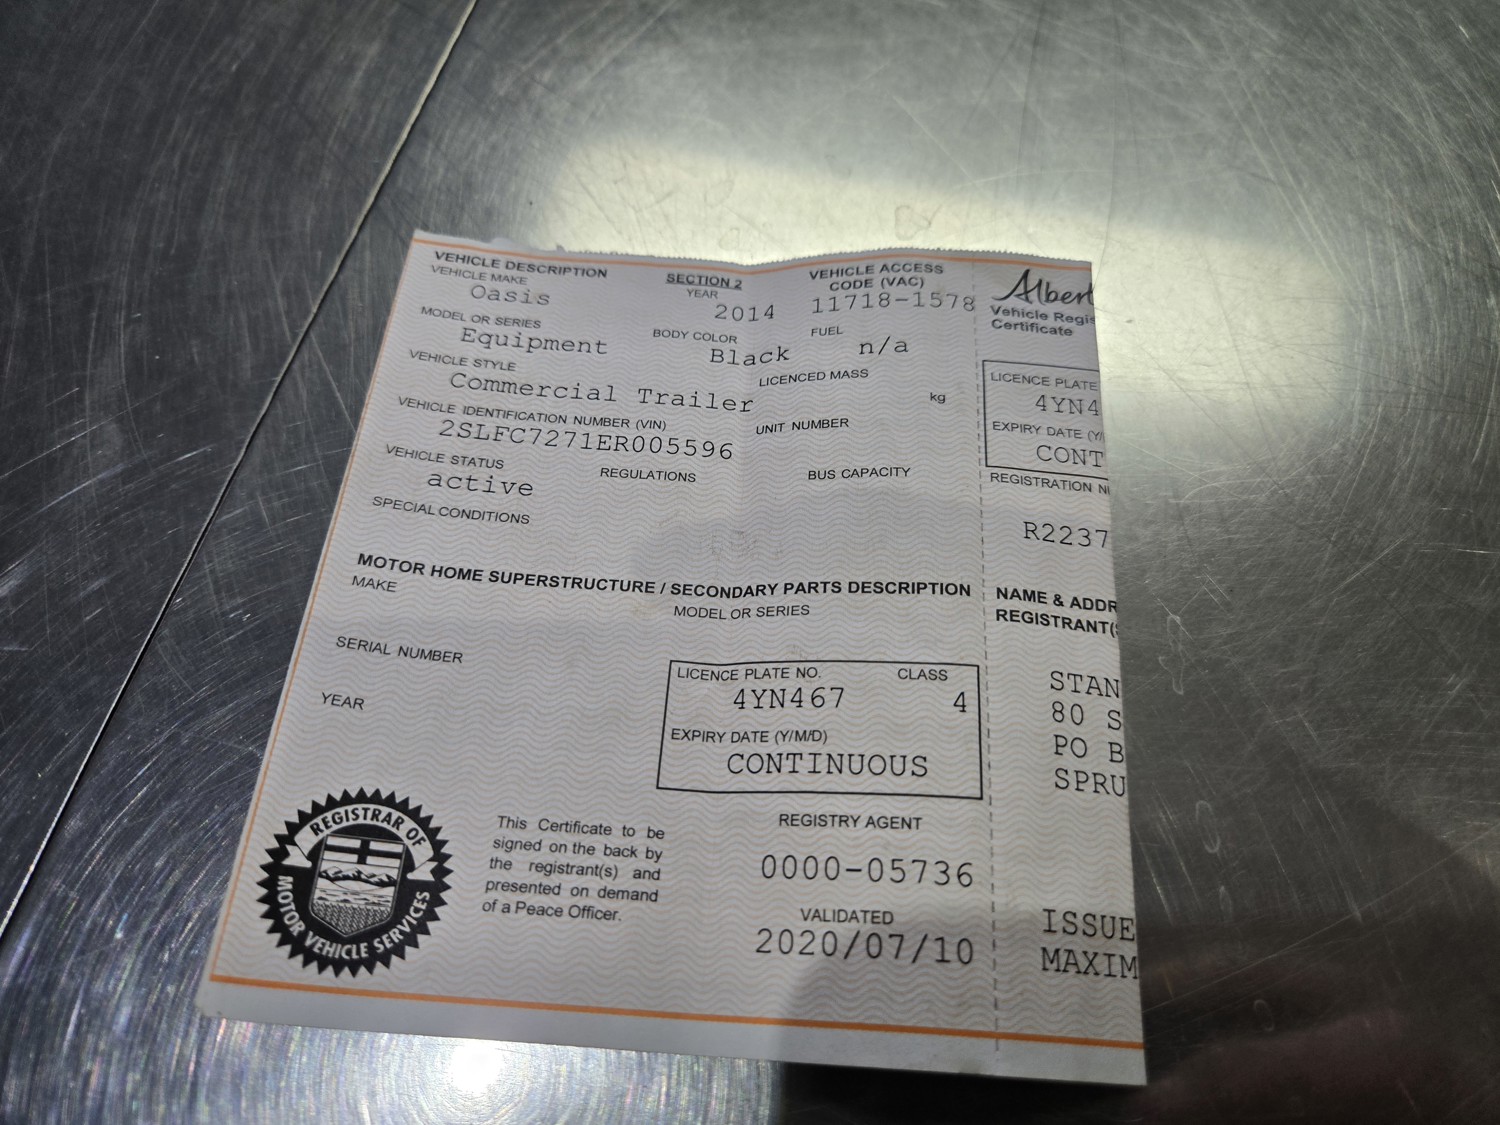 VEHICLE DESCRIPTION SECTION 2 VEHICLE ACCESS
VEHICLE MAKE YEAR CODE (VAC)
Oasis 2014 11718-1578
MODEL OR SERIES BODY COLOR FUEL
Equipment Black n/a
VEHICLE STYLE LICENCED MASS
Commercial Trailer kg
VEHICLE IDENTIFICATION NUMBER (VIN) UNIT NUMBER
2SLFC7271ER005596
VEHICLE STATUS REGULATIONS BUS CAPACITY
active
SPECIAL CONDITIONS
MOTOR HOME SUPERSTRUCTURE / SECONDARY PARTS DESCRIPTION
MAKE MODEL OR SERIES
SERIAL NUMBER
YEAR
LICENCE PLATE NO. CLASS
4YN467 4
EXPIRY DATE (Y/M/D)
CONTINUOUS
REGISTRAR OF
MOTOR VEHICLE SERVICES
This Certificate to be
signed on the back by
the registrant(s) and
presented on demand
of a Peace Officer.
REGISTRY AGENT
0000-05736
VALIDATED
2020/07/10
Albert
Vehicle Regis
Certificate
LICENCE PLATE
4YN4
EXPIRY DATE (Y/
CONT
REGISTRATION N
R2237
NAME & ADDR
REGISTRANT(
STAN
80 S
PO B
SPRU
ISSUE
MAXIM